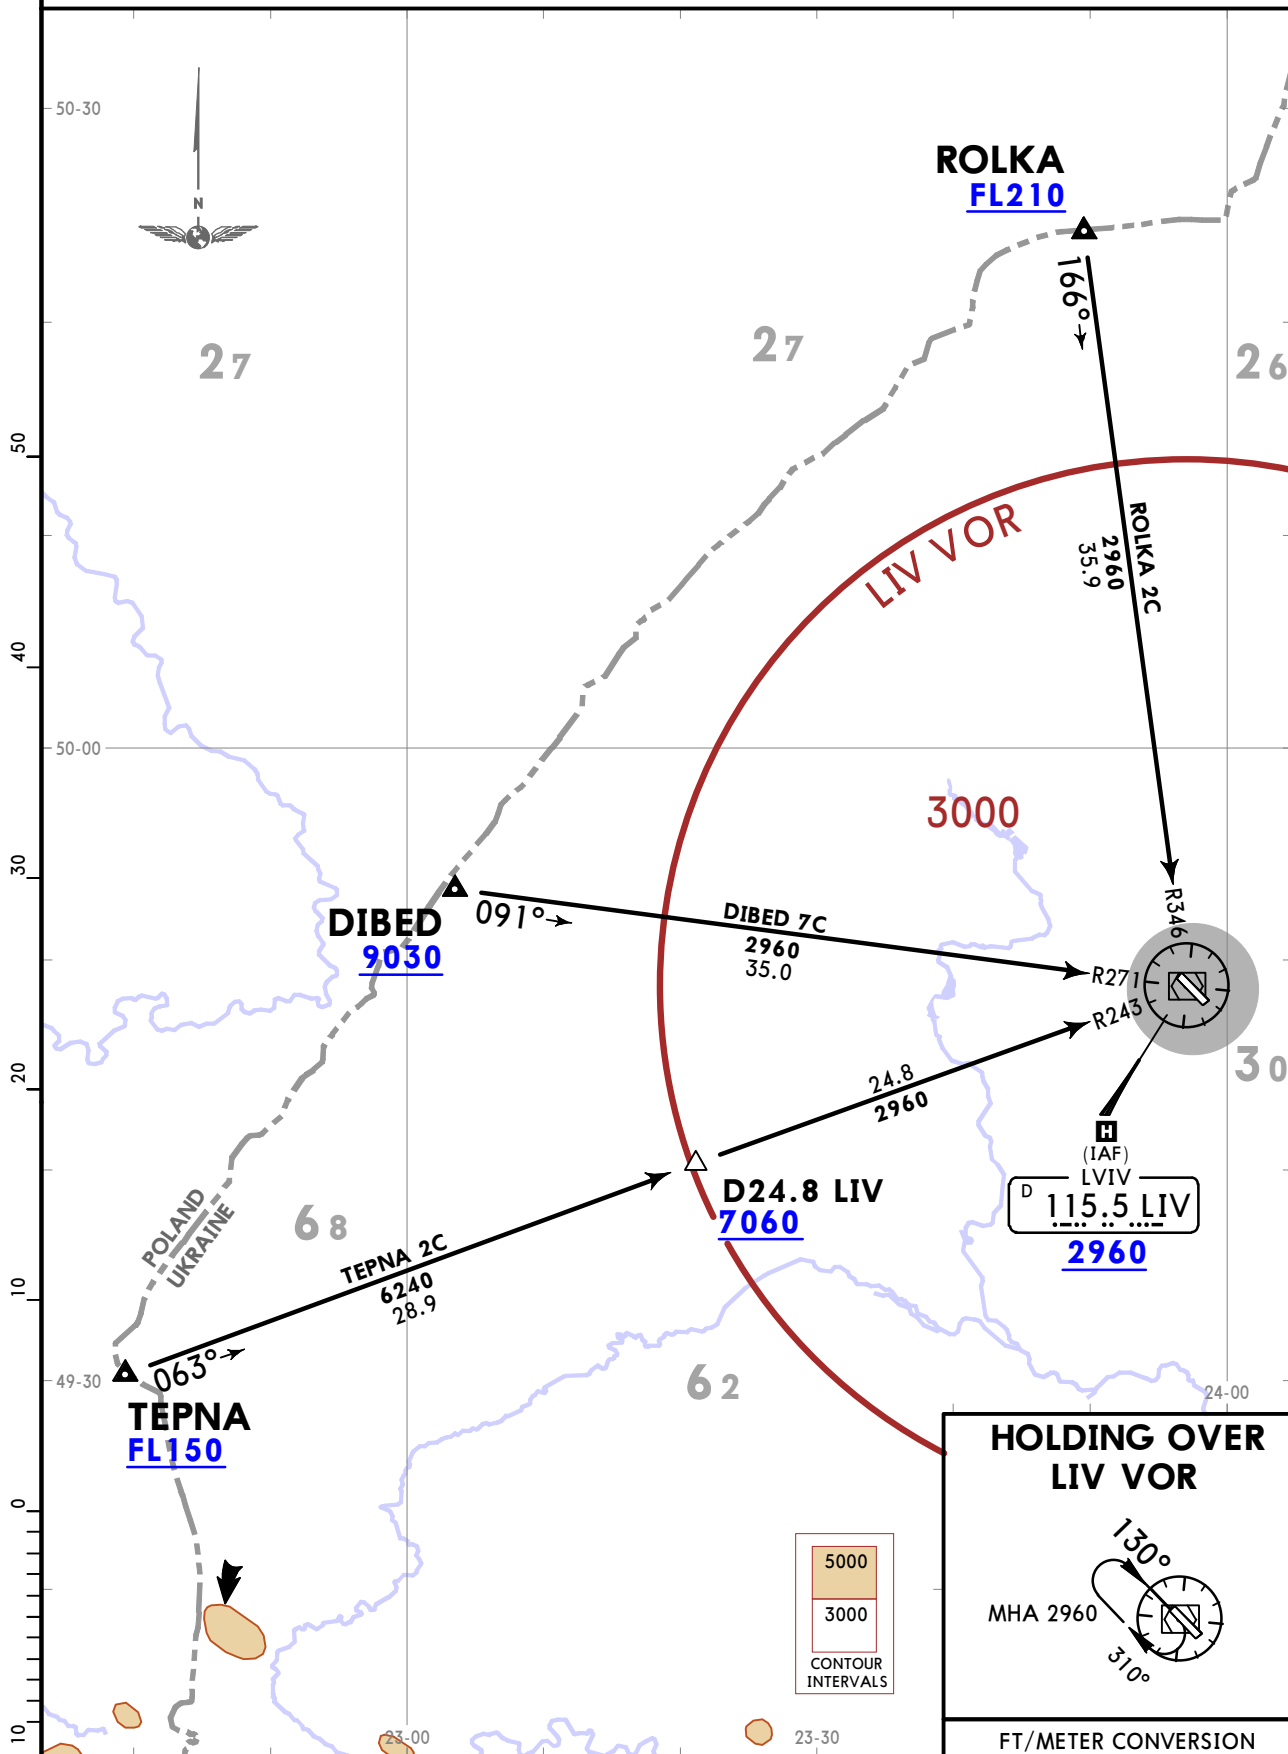 50-30
N
ROLKA
FL210
166°
27
27
26
50
LIV VOR
ROLKA 2C
2960
35.9
40
50-00
3000
30
R346
DIBED
9030
091°
DIBED 7C
2960
35.0
R271
R243
30
20
24.8
2960
H
(IAF)
LVIV
D 115.5 LIV
2960
D24.8 LIV
7060
POLAND
UKRAINE
68
TEPNA 2C
6240
28.9
10
063°
49-30
TEPNA
FL150
62
24-00
0
HOLDING OVER
LIV VOR
130°
MHA 2960
310°
5000
3000
CONTOUR
INTERVALS
10
23-00
23-30
FT/METER CONVERSION